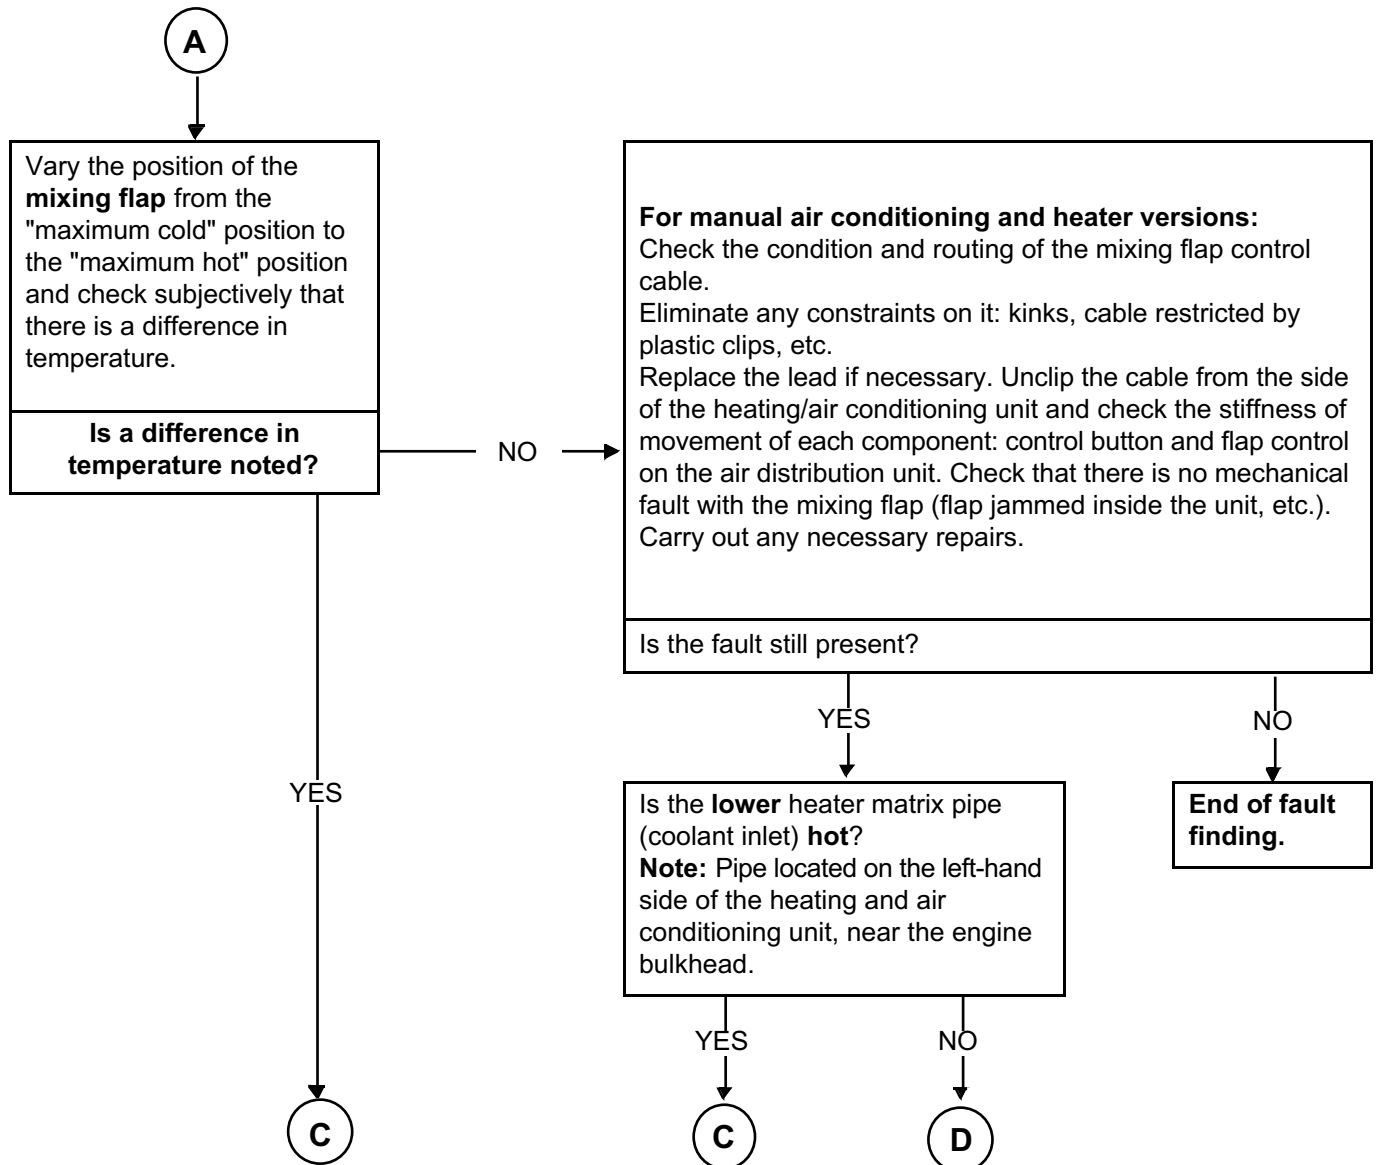 A
Vary the position of the
mixing flap from the
"maximum cold" position to
the "maximum hot" position
and check subjectively that
there is a difference in
temperature.
Is a difference in
temperature noted?
NO
For manual air conditioning and heater versions:
Check the condition and routing of the mixing flap control
cable.
Eliminate any constraints on it: kinks, cable restricted by
plastic clips, etc.
Replace the lead if necessary. Unclip the cable from the side
of the heating/air conditioning unit and check the stiffness of
movement of each component: control button and flap control
on the air distribution unit. Check that there is no mechanical
fault with the mixing flap (flap jammed inside the unit, etc.).
Carry out any necessary repairs.
Is the fault still present?
YES
NO
YES
Is the lower heater matrix pipe
(coolant inlet) hot?
Note: Pipe located on the left-hand
side of the heating and air
conditioning unit, near the engine
bulkhead.
End of fault
finding.
YES
NO
C
C
D